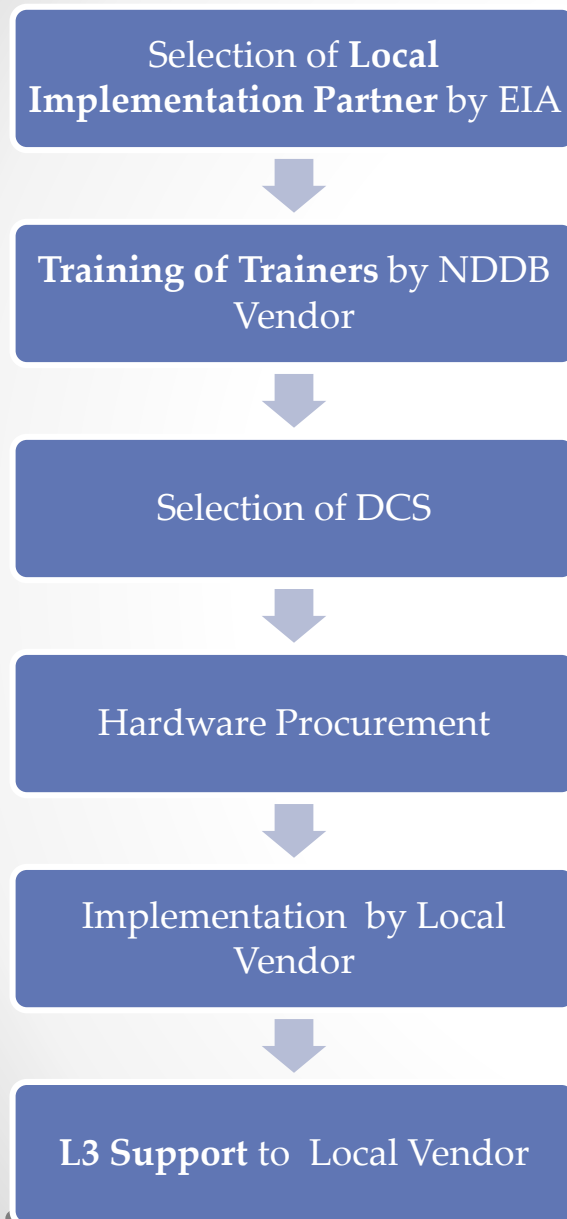 Selection of Local
Implementation Partner by EIA
Training of Trainers by NDDB
Vendor
Selection of DCS
Hardware Procurement
Implementation by Local
Vendor
L3 Support to Local Vendor